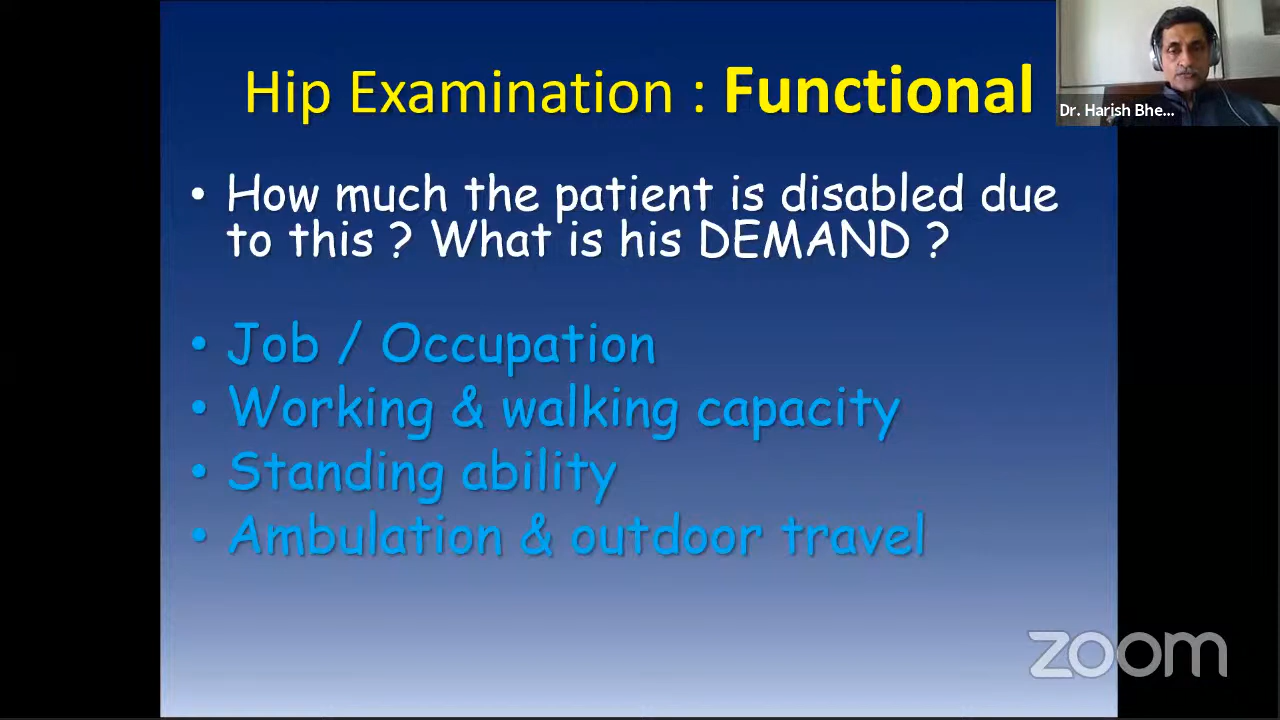 Hip Examination : Functional
Dr. Harish Bhe...
• How much the patient is disabled due
to this ? What is his DEMAND ?
• Job / Occupation
• Working & walking capacity
• Standing ability
• Ambulation & outdoor travel
zoom